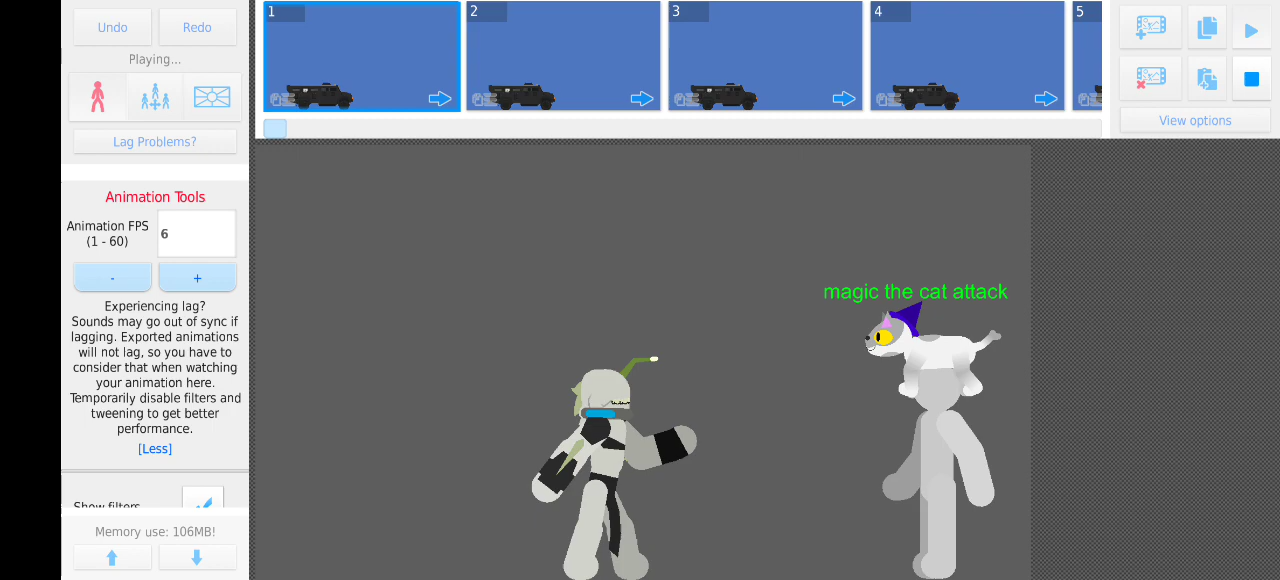 Undo
Redo
Playing...
Lag Problems?
Animation Tools
Animation FPS
(1 - 60)
6
-
+
Experiencing lag?
Sounds may go out of sync if
lagging. Exported animations
will not lag, so you have to
consider that when watching
your animation here.
Temporarily disable filters and
tweening to get better
performance.
[Less]
Show filters
Memory use: 106MB!
1
2
3
4
5
View options
magic the cat attack